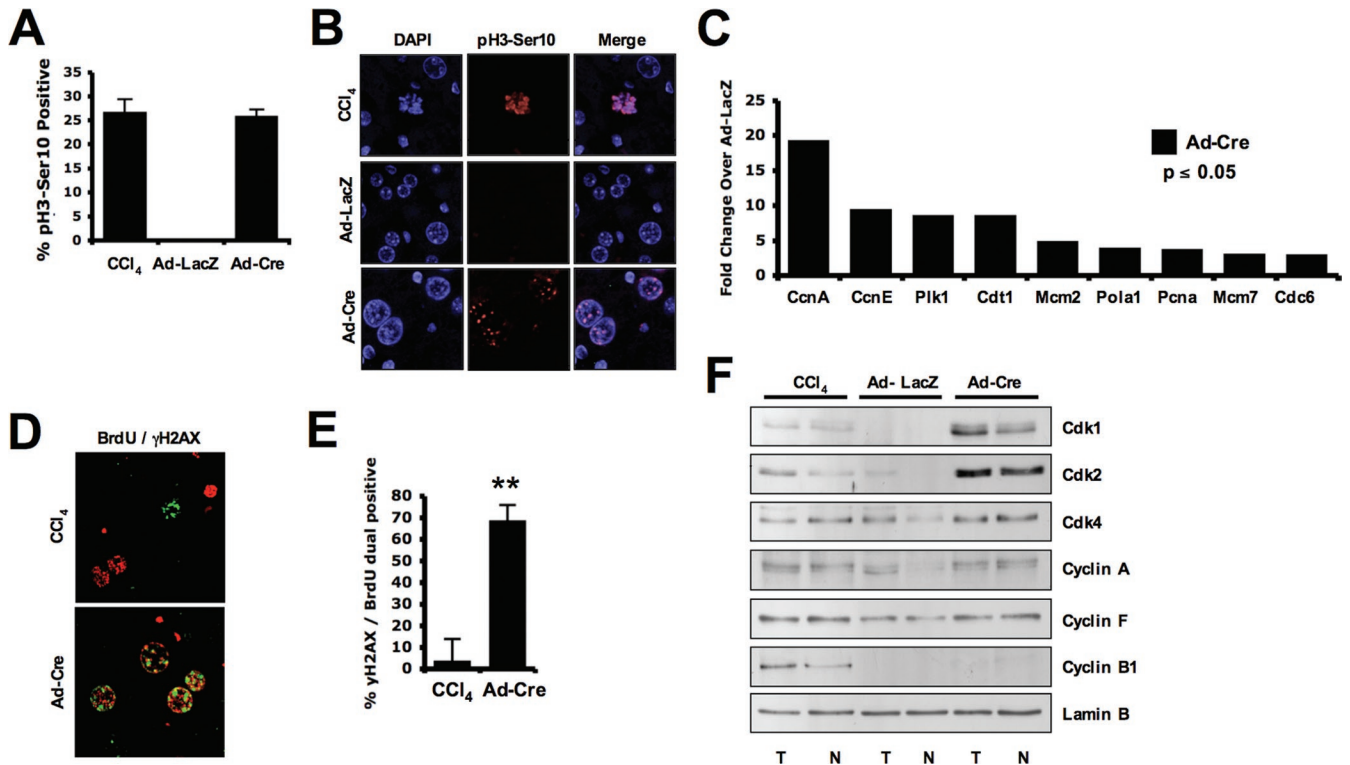 A
% pH3-Ser10 Positive
35
30
25
20
15
10
5
0
CCl4 Ad-LacZ Ad-Cre
B
DAPI pH3-Ser10 Merge
CCl4
Ad-LacZ
Ad-Cre
C
Fold Change Over Ad-LacZ
25
20
15
10
5
0
CcnA CcnE Plk1 Cdt1 Mcm2 Pola1 Pcna Mcm7 Cdc6
Ad-Cre
p ≤ 0.05
D
BrdU / γH2AX
CCl4
Ad-Cre
E
% γH2AX / BrdU dual positive
80
70
60
50
40
30
20
10
0
**
CCl4 Ad-Cre
F
CCl4 Ad- LacZ Ad-Cre
Cdk1
Cdk2
Cdk4
Cyclin A
Cyclin F
Cyclin B1
Lamin B
T N T N T N